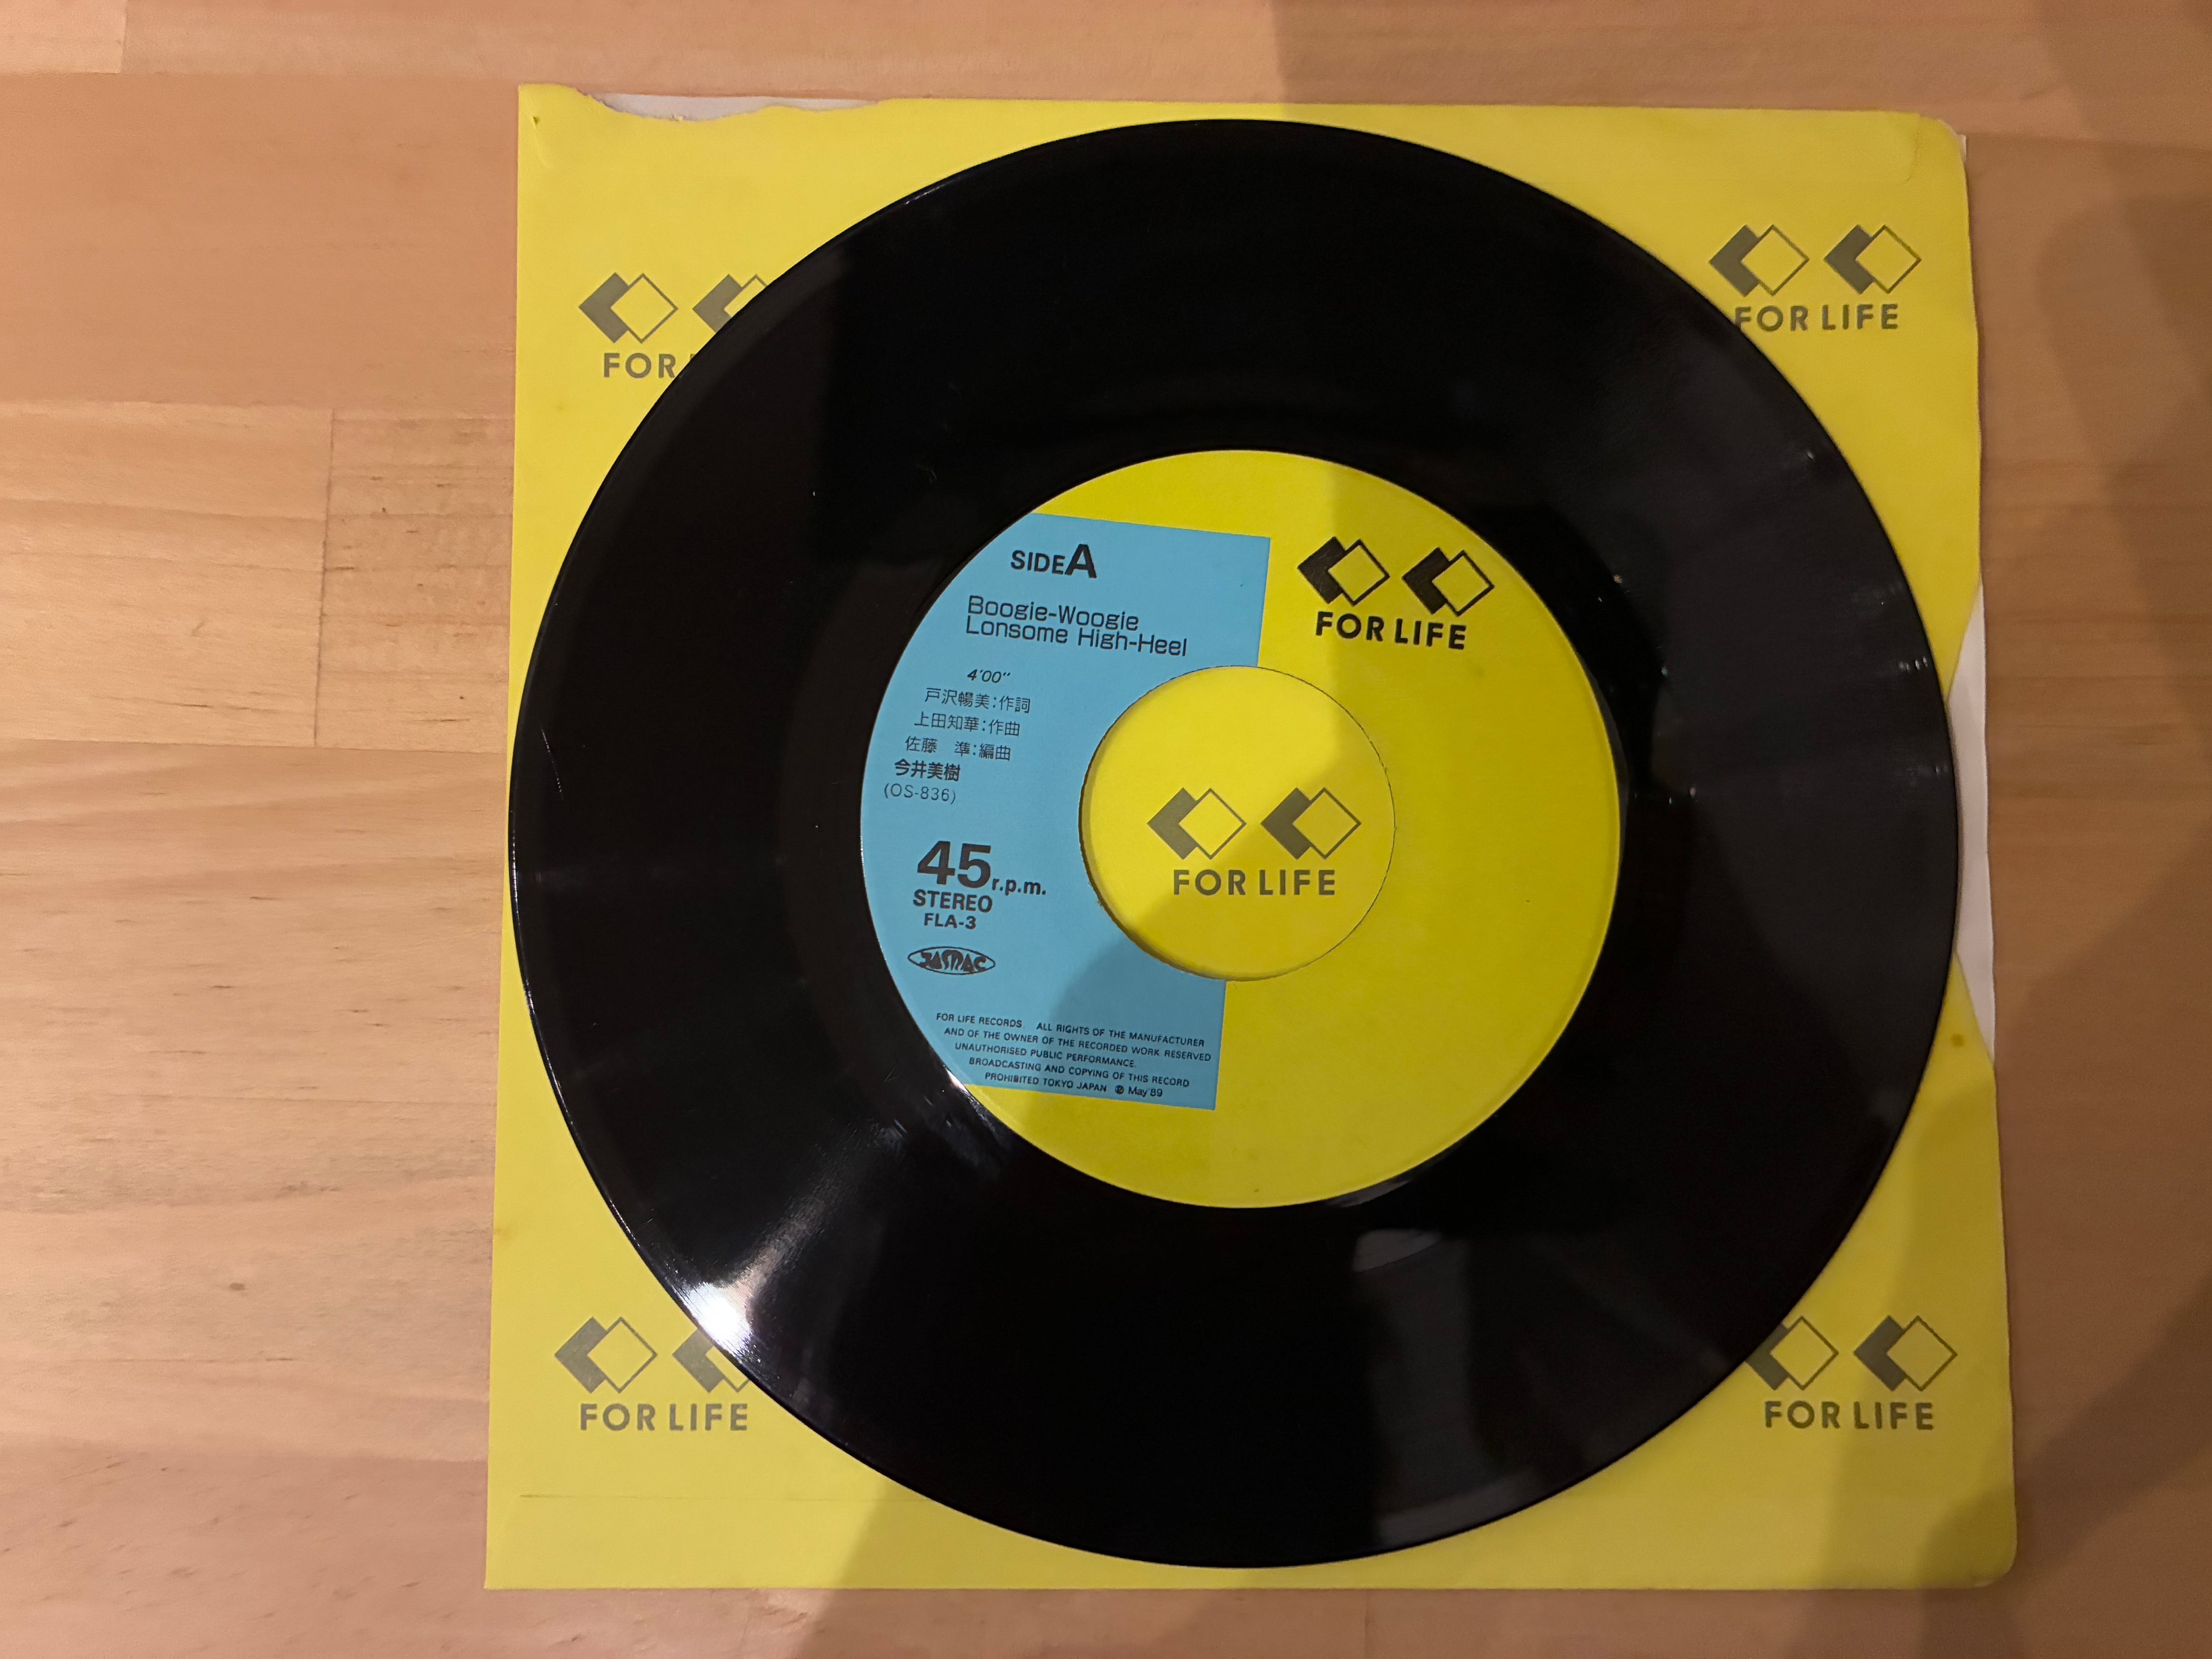 FOR
FOR LIFE
SIDE A
Boogie-Woogie
Lonsome High-Heel
4'00"
戸沢暢美:作詞
上田知華:作曲
佐藤　準:編曲
今井美樹
(OS-836)
45r.p.m.
STEREO
FLA-3
JASRAC
FOR LIFE RECORDS ALL RIGHTS OF THE MANUFACTURER
AND OF THE OWNER OF THE RECORDED WORK RESERVED
UNAUTHORISED PUBLIC PERFORMANCE.
BROADCASTING AND COPYING OF THIS RECORD
PROHIBITED TOKYO JAPAN Ⓟ May'89
FOR LIFE
FOR LIFE
FOR LIFE
FOR LIFE